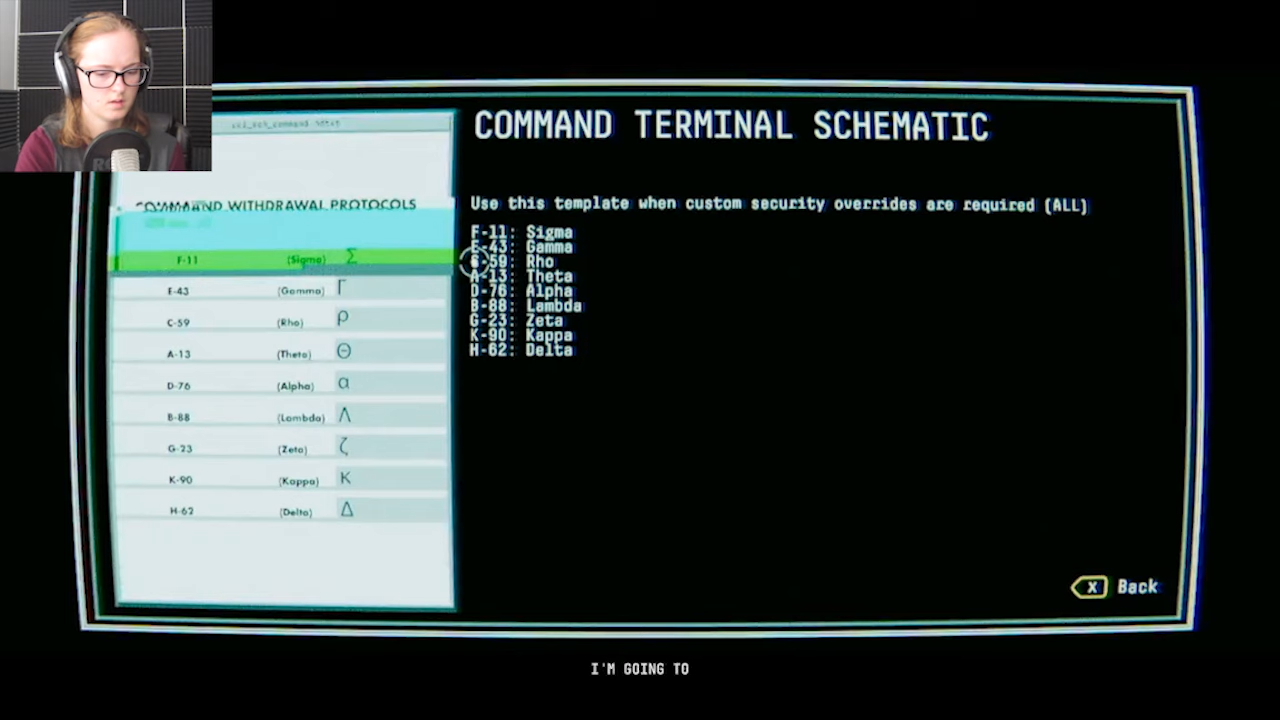 COMMAND TERMINAL SCHEMATIC
COMMAND WITHDRAWAL PROTOCOLS
F-11 (Sigma) Σ
E-43 (Gamma) Γ
C-59 (Rho) ρ
A-13 (Theta) Θ
D-76 (Alpha) α
B-88 (Lambda) Λ
G-23 (Zeta) ζ
K-90 (Kappa) K
H-62 (Delta) Δ
Use this template when custom security overrides are required (ALL)
F-11: Sigma
E-43: Gamma
C-59: Rho
A-13: Theta
D-76: Alpha
B-88: Lambda
G-23: Zeta
K-90: Kappa
H-62: Delta
X Back
I'M GOING TO